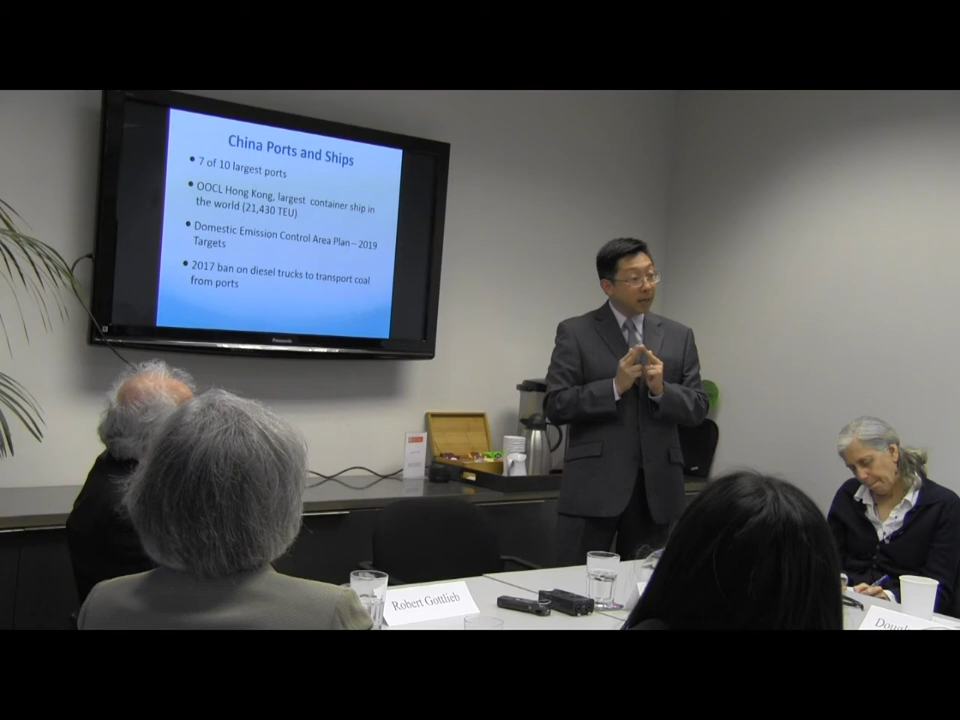 China Ports and Ships
• 7 of 10 largest ports
• OOCL Hong Kong, largest container ship in
the world (21,430 TEU)
• Domestic Emission Control Area Plan – 2019
Targets
• 2017 ban on diesel trucks to transport coal
from ports
Panasonic
Robert Gottlieb